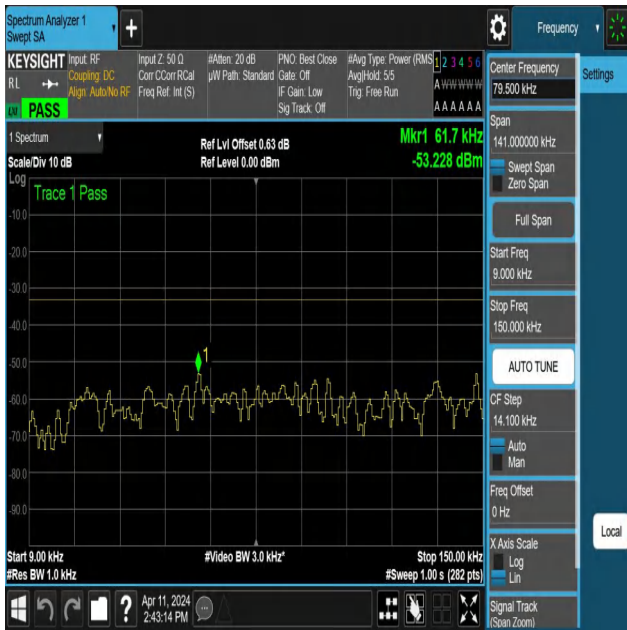 Spectrum Analyzer 1
Swept SA
+
Frequency
KEYSIGHT
Input: RF
Coupling: DC
Align: Auto/No RF
RL
PASS
Input Z: 50 Ω
Corr CCorr RCal
Freq Ref: Int (S)
#Atten: 20 dB
µW Path: Standard
PNO: Best Close
Gate: Off
IF Gain: Low
Sig Track: Off
#Avg Type: Power (RMS
Avg|Hold: 5/5
Trig: Free Run
1 2 3 4 5 6
A W W W W W
A A A A A A
1 Spectrum
Scale/Div 10 dB
Ref Lvl Offset 0.63 dB
Ref Level 0.00 dBm
Mkr1 61.7 kHz
-53.228 dBm
Log
Trace 1 Pass
-10.0
-20.0
-30.0
-40.0
-50.0
-60.0
-70.0
-80.0
-90.0
1
Start 9.00 kHz
#Res BW 1.0 kHz
#Video BW 3.0 kHz*
Stop 150.00 kHz
#Sweep 1.00 s (282 pts)
Apr 11, 2024
2:43:14 PM
?
Center Frequency
79.500 kHz
Settings
Span
141.000000 kHz
Swept Span
Zero Span
Full Span
Start Freq
9.000 kHz
Stop Freq
150.000 kHz
AUTO TUNE
CF Step
14.100 kHz
Auto
Man
Freq Offset
0 Hz
X Axis Scale
Log
Lin
Local
Signal Track
(Span Zoom)